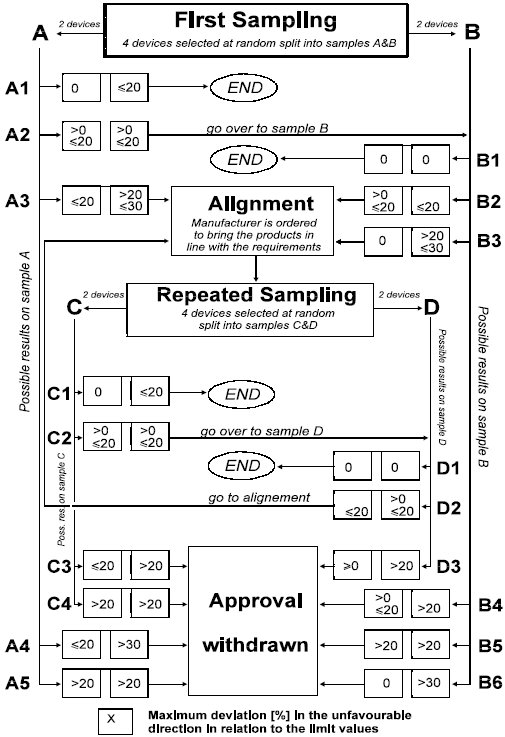 First Sampling
4 devices selected at random split into samples A&B
A 2 devices 2 devices B
A1 0 ≤20 END
A2 >0 ≤20 >0 ≤20 go over to sample B
END 0 0 B1
A3 ≤20 >20 ≤30
Alignment
Manufacturer is ordered
to bring the products in
line with the requirements
>0 ≤20 ≤20 B2
0 >20 ≤30 B3
Possible results on sample A
Possible results on sample B
C 2 devices 2 devices D
Repeated Sampling
4 devices selected at random
split into samples C&D
Poss. res. on sample C
Possible results on sample D
C1 0 ≤20 END
C2 >0 ≤20 >0 ≤20 go over to sample D
END 0 0 D1
go to alignement ≤20 >0 ≤20 D2
C3 ≤20 >20
≥0 >20 D3
C4 >20 >20
Approval
withdrawn
>0 ≤20 >20 B4
A4 ≤20 >30
>20 >20 B5
A5 >20 >20
0 >30 B6
X Maximum deviation [%] in the unfavourable
direction in relation to the limit values